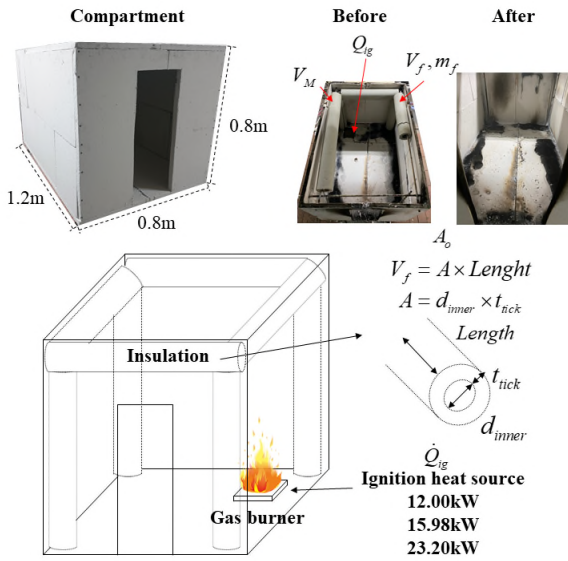 Compartment
Before
After
Q_ig
V_M
V_f, m_f
0.8m
1.2m
0.8m
A_o
V_f = A × Lenght
A = d_inner × t_tick
Insulation
Length
t_tick
d_inner
Q̇_ig
Ignition heat source
Gas burner
12.00kW
15.98kW
23.20kW